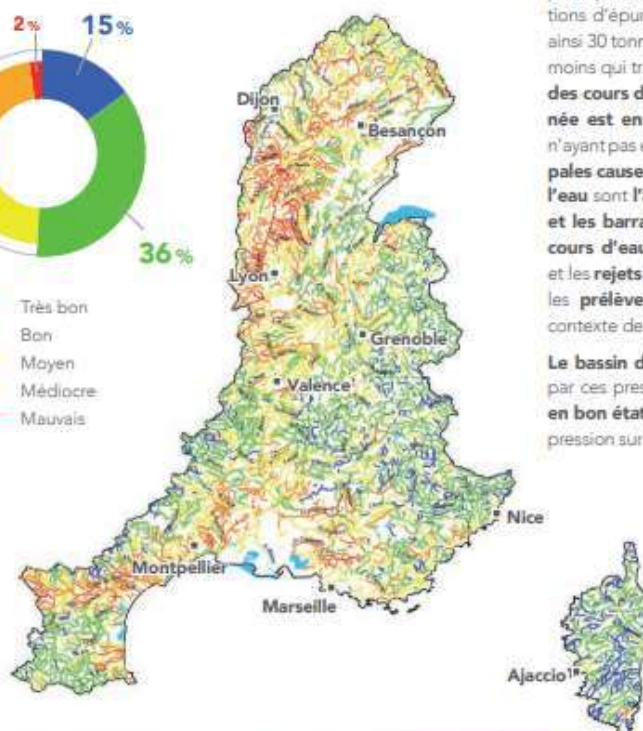 2%
15%
36%
Très bon
Bon
Moyen
Médiocre
Mauvais
Dijon
Besançon
Lyon
Grenoble
Valence
Nice
Montpellier
Marseille
Ajaccio
tions d'épur
ainsi 30 tonn
moins qui tr
des cours d
née est en
n'ayant pas
pales cause
l'eau sont l'
et les barra
cours d'eau
et les rejets
les prélève
contexte de
Le bassin d
par ces pres
en bon état
pression sur